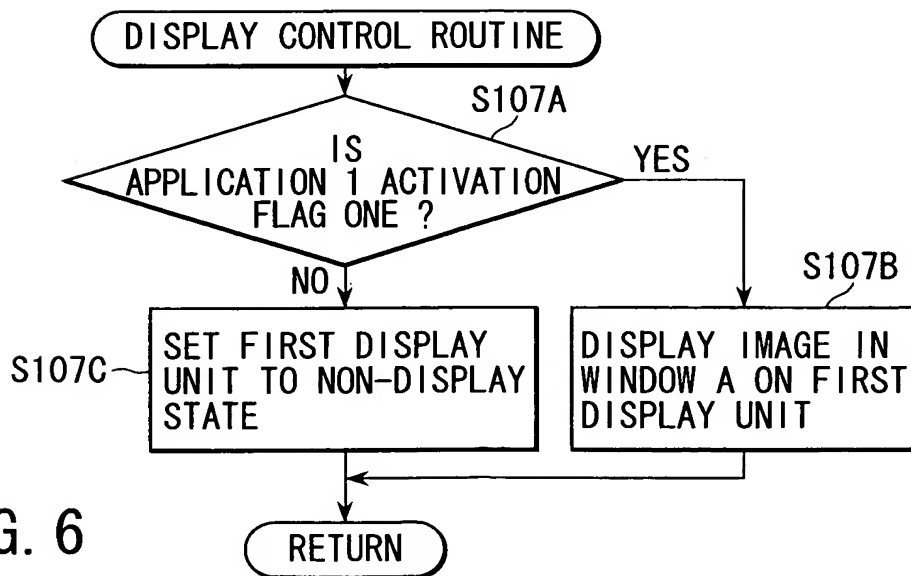 DISPLAY CONTROL ROUTINE
S107A
IS
APPLICATION 1 ACTIVATION
FLAG ONE ?
YES
NO
S107B
S107C
SET FIRST DISPLAY
UNIT TO NON-DISPLAY
STATE
DISPLAY IMAGE IN
WINDOW A ON FIRST
DISPLAY UNIT
G. 6
RETURN